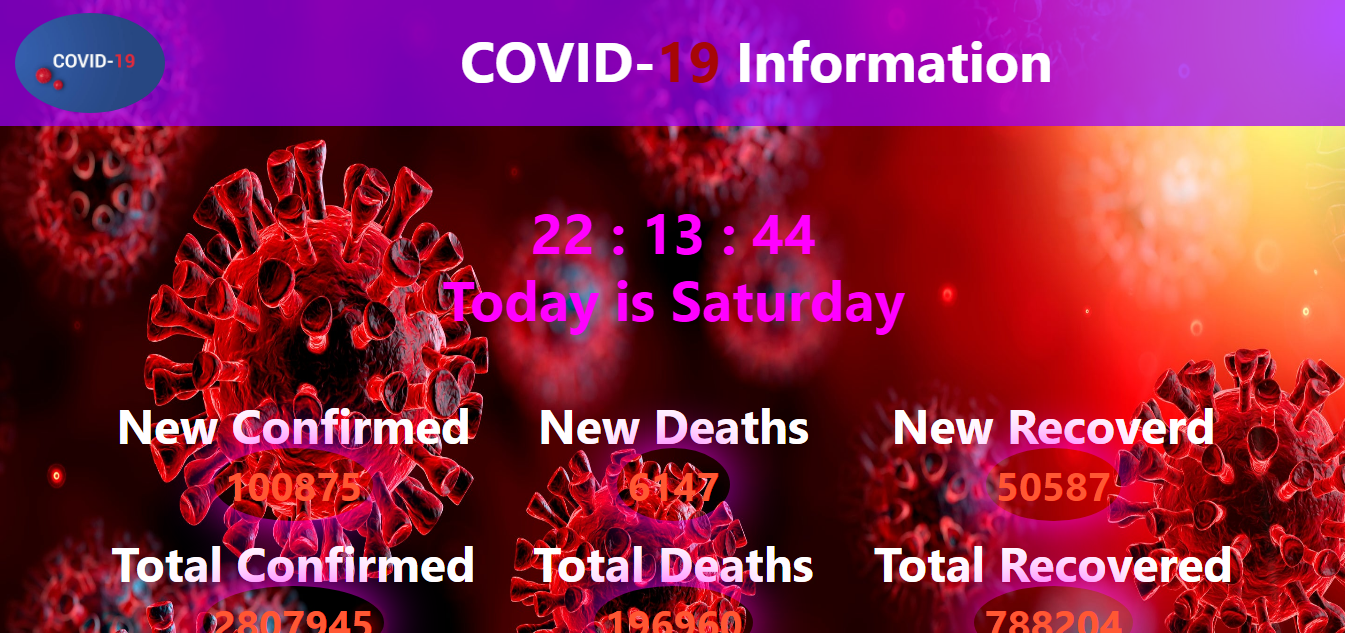 COVID-19
COVID-19 Information
22 : 13 : 44
Today is Saturday
New Confirmed
New Deaths
New Recoverd
100875
6147
50587
Total Confirmed
Total Deaths
Total Recovered
2807945
196960
788204